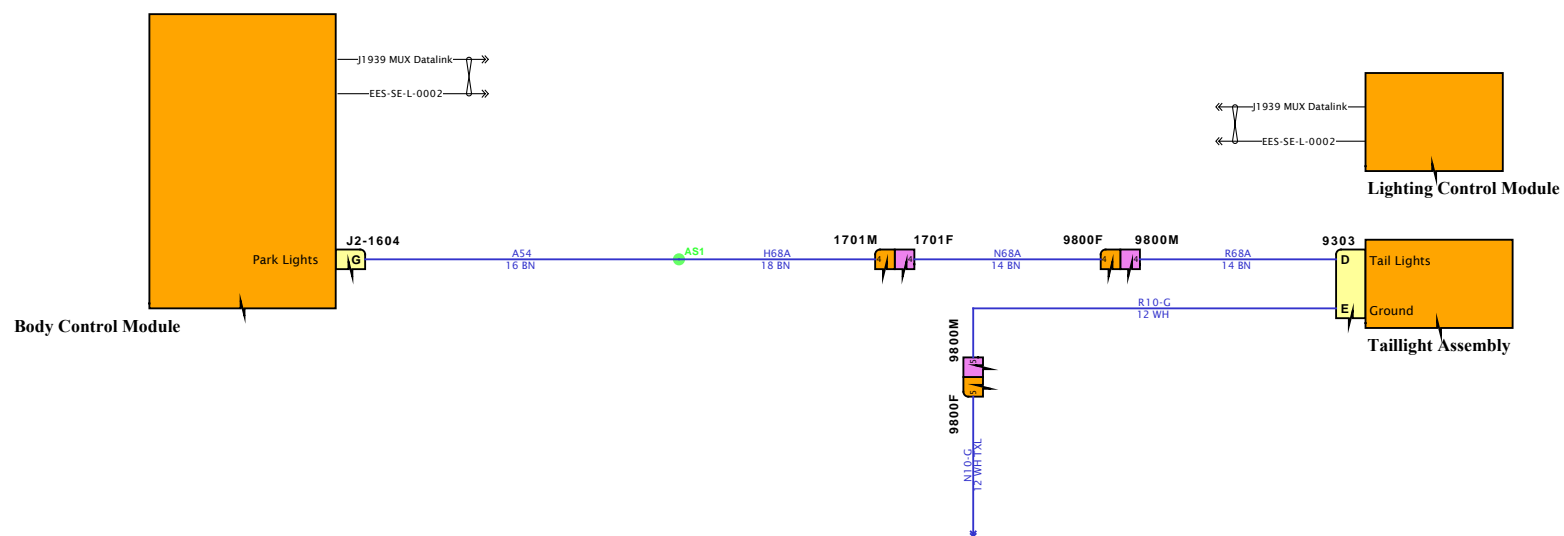 J1939 MUX Datalink
EES-SE-L-0002
J1939 MUX Datalink
EES-SE-L-0002
Lighting Control Module
J2-1604
Park Lights
G
A54
16 BN
AS1
H68A
18 BN
1701M
1701F
4
4
N68A
14 BN
9800F
9800M
4
4
R68A
14 BN
9303
D
Tail Lights
E
Ground
R10-G
12 WH
Body Control Module
Taillight Assembly
9800M
5
5
9800F
N10-G
12 WH TXL